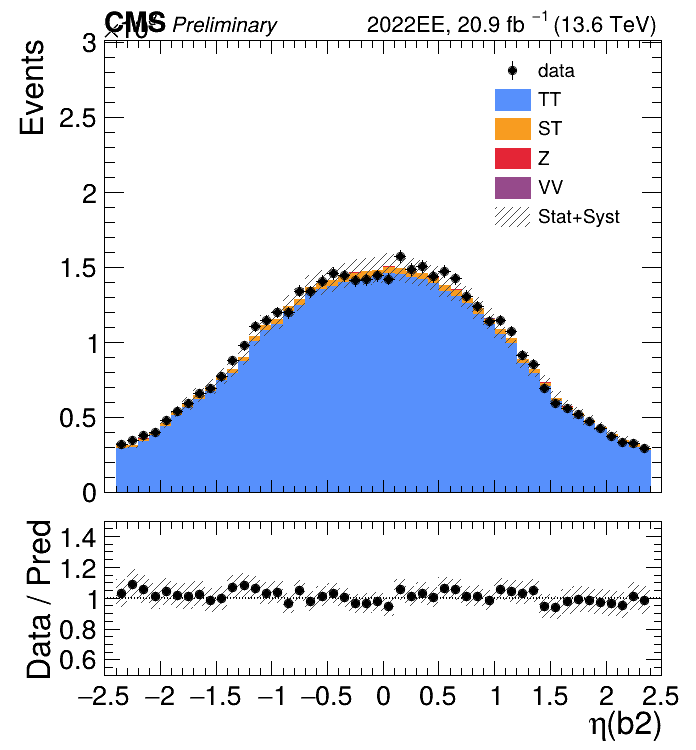 CMS Preliminary 2022EE, 20.9 fb⁻¹ (13.6 TeV)
Events
3
2.5
2
1.5
1
0.5
0
data
TT
ST
Z
VV
Stat+Syst
Data / Pred
1.4
1.2
1
0.8
0.6
−2.5 −2 −1.5 −1 −0.5 0 0.5 1 1.5 2 2.5
η(b2)